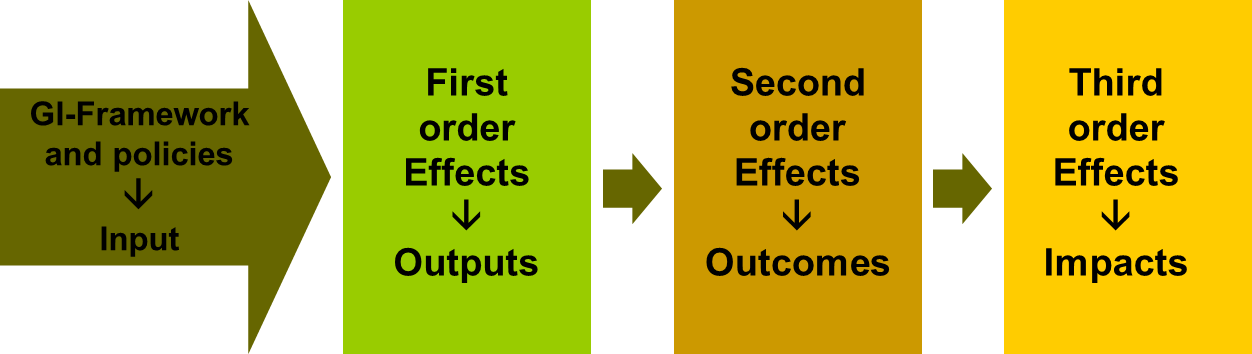 GI-Framework
and policies
↓
Input
First
order
Effects
↓
Outputs
Second
order
Effects
↓
Outcomes
Third
order
Effects
↓
Impacts